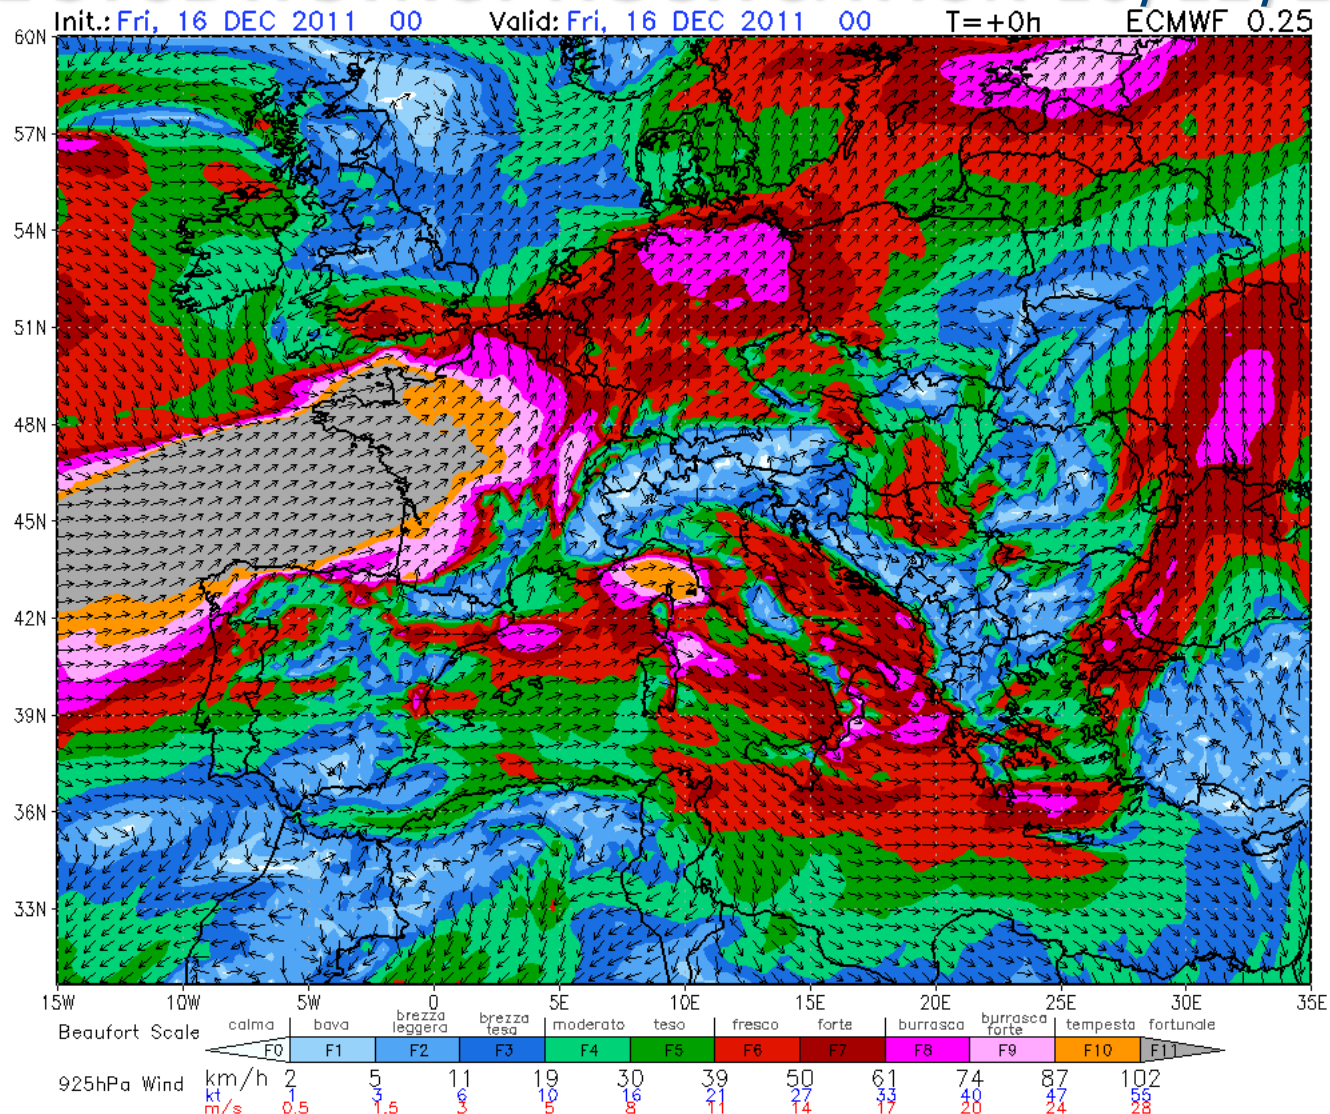 Init.: Fri, 16 DEC 2011 00 Valid: Fri, 16 DEC 2011 00 T=+0h ECMWF 0.25
60N
57N
54N
51N
48N
45N
42N
39N
36N
33N
15W 10W 5W 0 5E 10E 15E 20E 25E 30E 35E
Beaufort Scale calma bava brezza leggera brezza tesa moderato teso fresco forte burrasca burrasca forte tempesta fortunale
F0 F1 F2 F3 F4 F5 F6 F7 F8 F9 F10 F11
925hPa Wind km/h 2 5 11 19 30 39 50 61 74 87 102
kt 1 3 6 10 16 21 27 33 40 47 55
m/s 0.5 1.5 3 5 8 11 14 17 20 24 28